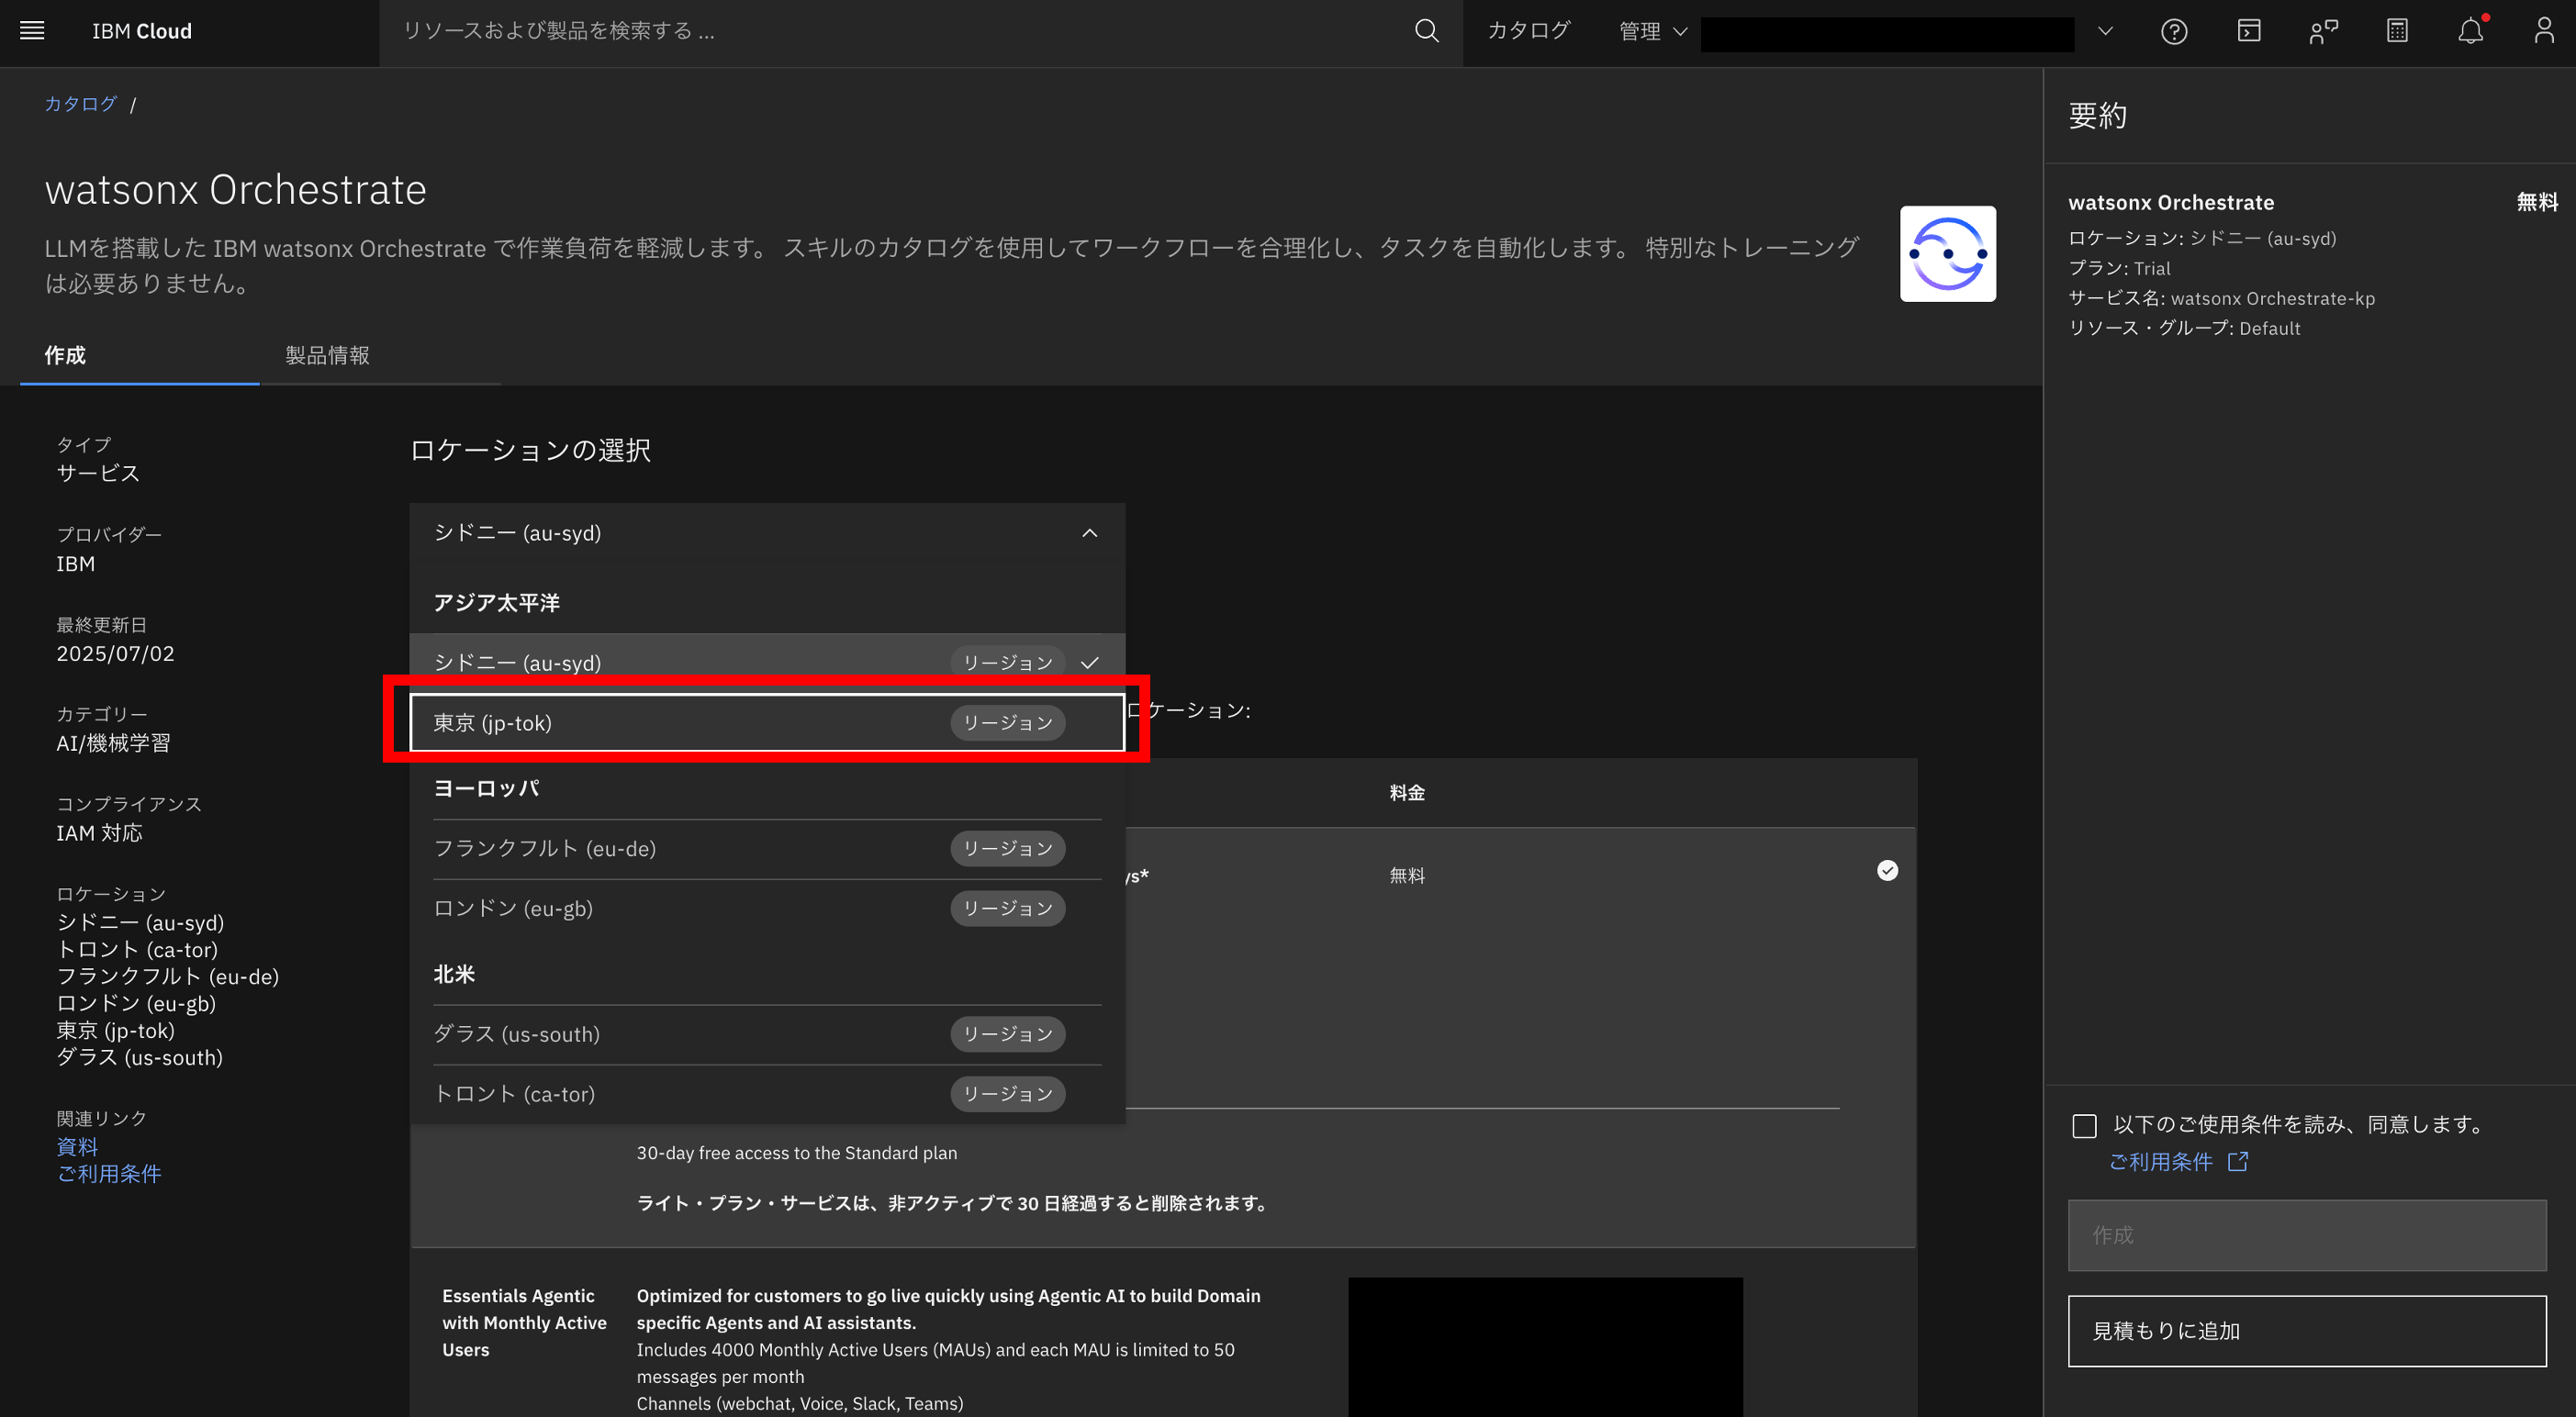 IBM Cloud
リソースおよび製品を検索する ...
カタログ
管理
カタログ /
watsonx Orchestrate
LLMを搭載した IBM watsonx Orchestrate で作業負荷を軽減します。 スキルのカタログを使用してワークフローを合理化し、タスクを自動化します。 特別なトレーニング
は必要ありません。
作成
製品情報
タイプ
サービス
プロバイダー
IBM
最終更新日
2025/07/02
カテゴリー
AI/機械学習
コンプライアンス
IAM 対応
ロケーション
シドニー (au-syd)
トロント (ca-tor)
フランクフルト (eu-de)
ロンドン (eu-gb)
東京 (jp-tok)
ダラス (us-south)
関連リンク
資料
ご利用条件
ロケーションの選択
シドニー (au-syd)
アジア太平洋
シドニー (au-syd) リージョン
東京 (jp-tok) リージョン
ロケーション:
ヨーロッパ
フランクフルト (eu-de) リージョン
ロンドン (eu-gb) リージョン
北米
ダラス (us-south) リージョン
トロント (ca-tor) リージョン
料金
ys*
無料
30-day free access to the Standard plan
ライト・プラン・サービスは、非アクティブで 30 日経過すると削除されます。
Essentials Agentic
with Monthly Active
Users
Optimized for customers to go live quickly using Agentic AI to build Domain
specific Agents and AI assistants.
Includes 4000 Monthly Active Users (MAUs) and each MAU is limited to 50
messages per month
Channels (webchat, Voice, Slack, Teams)
要約
watsonx Orchestrate 無料
ロケーション: シドニー (au-syd)
プラン: Trial
サービス名: watsonx Orchestrate-kp
リソース・グループ: Default
以下のご使用条件を読み、同意します。
ご利用条件
作成
見積もりに追加